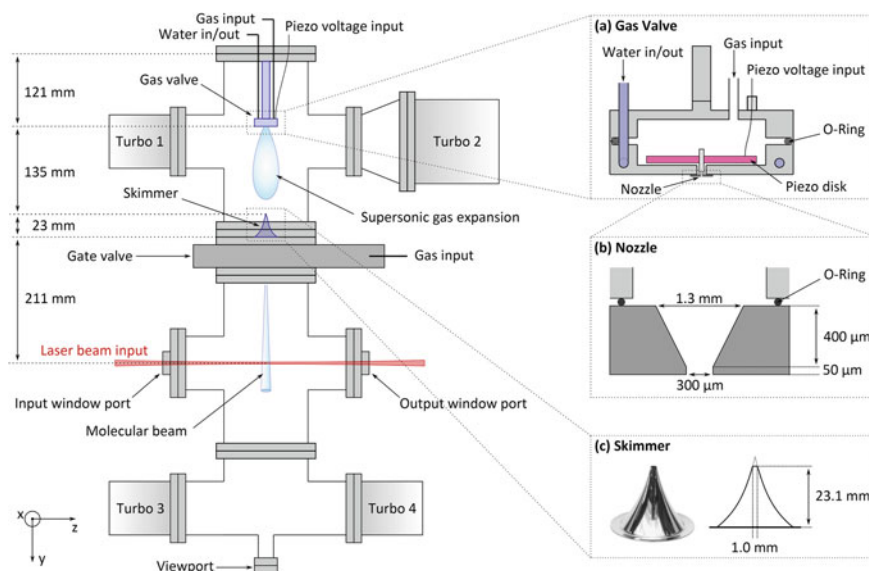 Gas input
Water in/out
Piezo voltage input
Gas valve
121 mm
Turbo 1
Turbo 2
135 mm
Skimmer
Supersonic gas expansion
23 mm
Gate valve
Gas input
211 mm
Laser beam input
Input window port
Output window port
Molecular beam
Turbo 3
Turbo 4
x
z
y
Viewport
(a) Gas Valve
Water in/out
Gas input
Piezo voltage input
O-Ring
Nozzle
Piezo disk
(b) Nozzle
O-Ring
1.3 mm
400 μm
50 μm
300 μm
(c) Skimmer
23.1 mm
1.0 mm